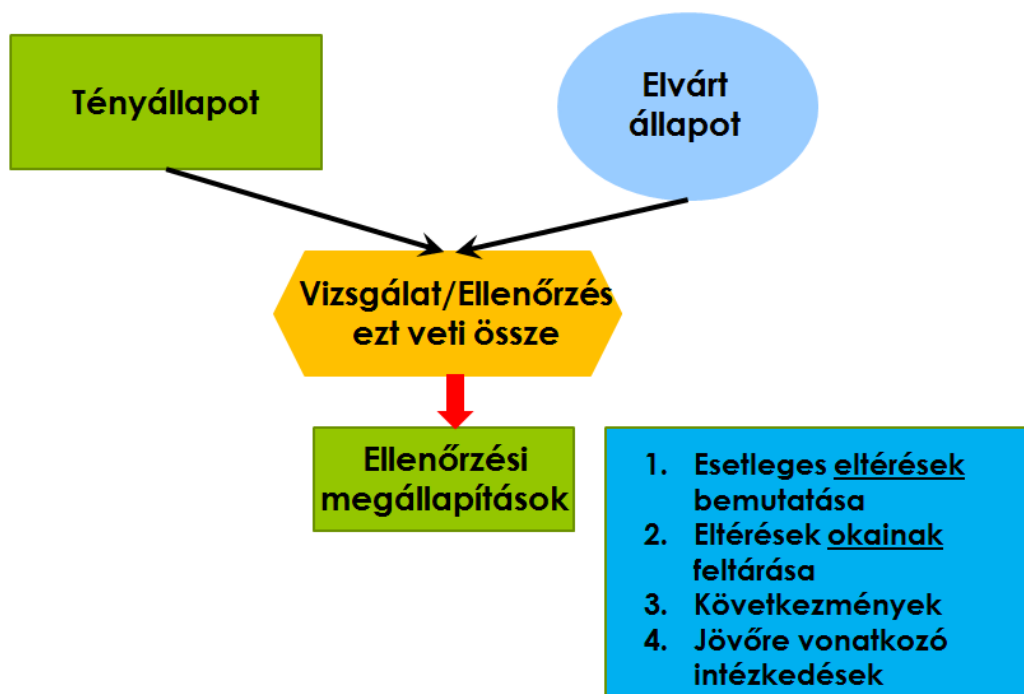 Tényállapot
Elvárt
állapot
Vizsgálat/Ellenőrzés
ezt veti össze
Ellenőrzési
megállapítások
1. Esetleges eltérések
bemutatása
2. Eltérések okainak
feltárása
3. Következmények
4. Jövőre vonatkozó
intézkedések